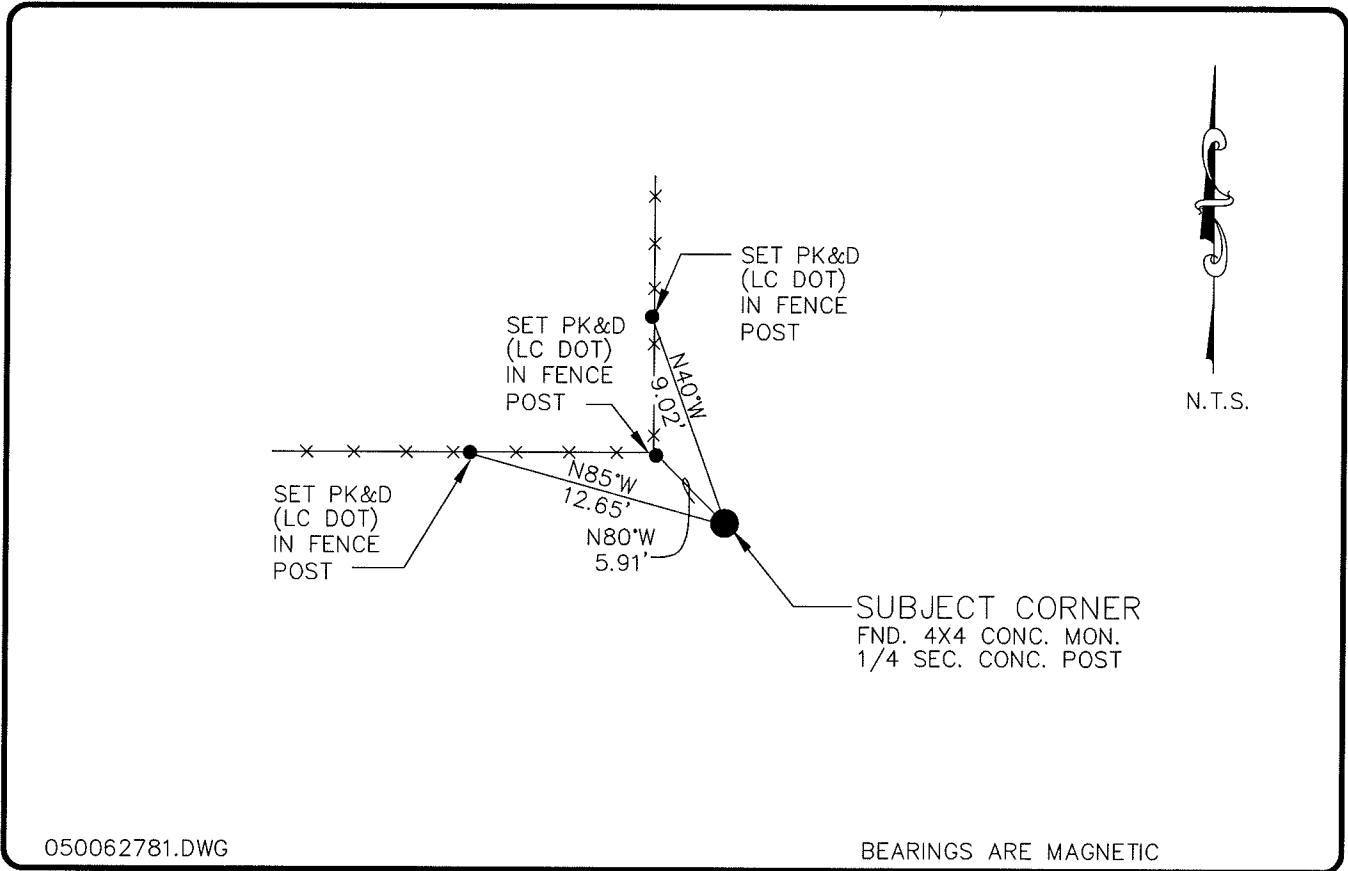 SET PK&D
(LC DOT)
IN FENCE
POST
SET PK&D
(LC DOT)
IN FENCE
POST
N.T.S.
N40°W
9.02'
N85°W
12.65'
SET PK&D
(LC DOT)
IN FENCE
POST
N80°W
5.91'
SUBJECT CORNER
FND. 4X4 CONC. MON.
1/4 SEC. CONC. POST
050062781.DWG
BEARINGS ARE MAGNETIC